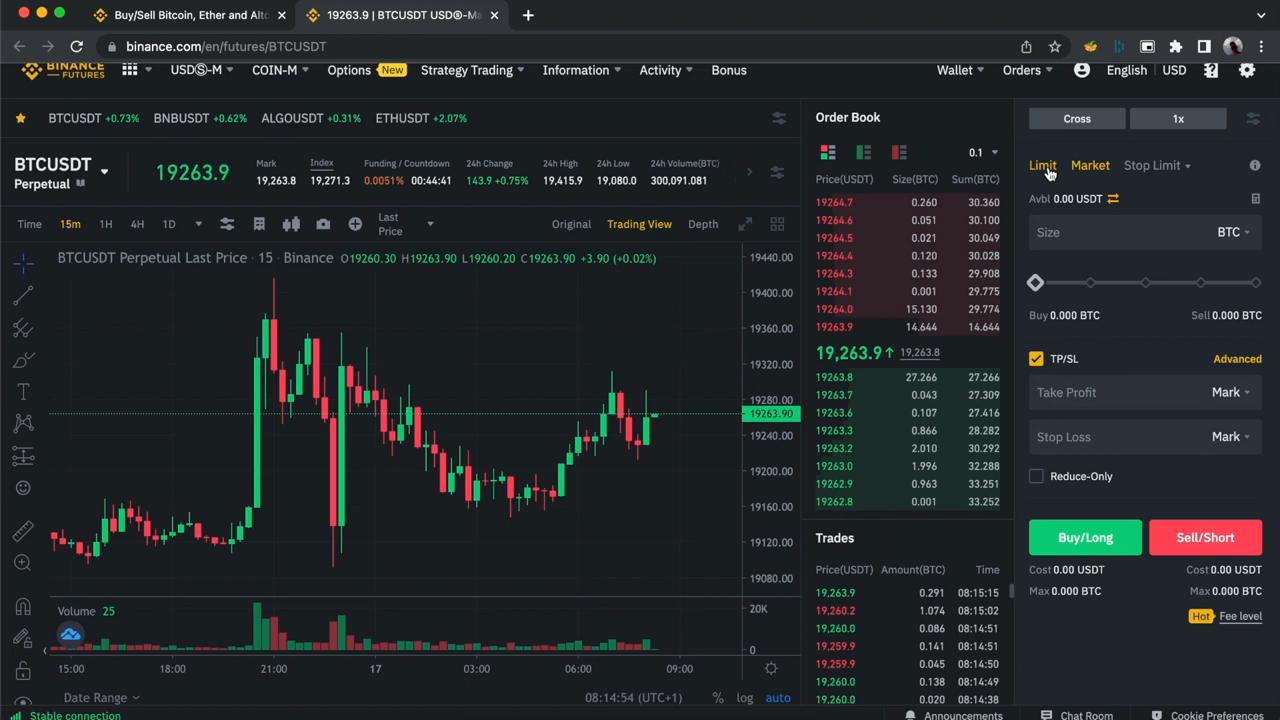 Buy/Sell Bitcoin, Ether and Alto
19263.9 | BTCUSDT USDⓈ-Ma
binance.com/en/futures/BTCUSDT
BINANCE
FUTURES
USDⓈ-M
COIN-M
Options New
Strategy Trading
Information
Activity
Bonus
Wallet
Orders
English | USD
BTCUSDT +0.73% BNBUSDT +0.62% ALGOUSDT +0.31% ETHUSDT +2.07%
BTCUSDT
Perpetual
19263.9
Mark
19,263.8
Index
19,271.3
Funding / Countdown
0.0051% 00:44:41
24h Change
143.9 +0.75%
24h High
19,415.9
24h Low
19,080.0
24h Volume(BTC)
300,091.081
Time 15m 1H 4H 1D
Last
Price
Original Trading View Depth
BTCUSDT Perpetual Last Price · 15 · Binance O19260.30 H19263.90 L19260.20 C19263.90 +3.90 (+0.02%)
19440.00
19400.00
19360.00
19320.00
19280.00
19263.90
19240.00
19200.00
19160.00
19120.00
19080.00
Volume 25
20K
0
15:00 18:00 21:00 17 03:00 06:00 09:00
Date Range
08:14:54 (UTC+1) % log auto
Order Book
0.1
Price(USDT) Size(BTC) Sum(BTC)
19264.7 0.260 30.360
19264.6 0.051 30.100
19264.5 0.021 30.049
19264.4 0.120 30.028
19264.3 0.133 29.908
19264.1 0.001 29.775
19264.0 15.130 29.774
19263.9 14.644 14.644
19,263.9↑ 19,263.8
19263.8 27.266 27.266
19263.7 0.043 27.309
19263.6 0.107 27.416
19263.3 0.866 28.282
19263.2 2.010 30.292
19263.0 1.996 32.288
19262.9 0.963 33.251
19262.8 0.001 33.252
Trades
Price(USDT) Amount(BTC) Time
19263.9 0.291 08:15:15
19260.2 1.074 08:15:02
19260.0 0.086 08:14:51
19259.9 0.141 08:14:51
19259.9 0.045 08:14:50
19260.0 0.138 08:14:49
19260.0 0.020 08:14:38
Cross 1x
Limit Market Stop Limit
Avbl 0.00 USDT
Size BTC
Buy 0.000 BTC Sell 0.000 BTC
TP/SL Advanced
Take Profit Mark
Stop Loss Mark
Reduce-Only
Buy/Long Sell/Short
Cost 0.00 USDT Cost 0.00 USDT
Max 0.000 BTC Max 0.000 BTC
Hot Fee level
Stable connection
Announcements
Chat Room
Cookie Preferences